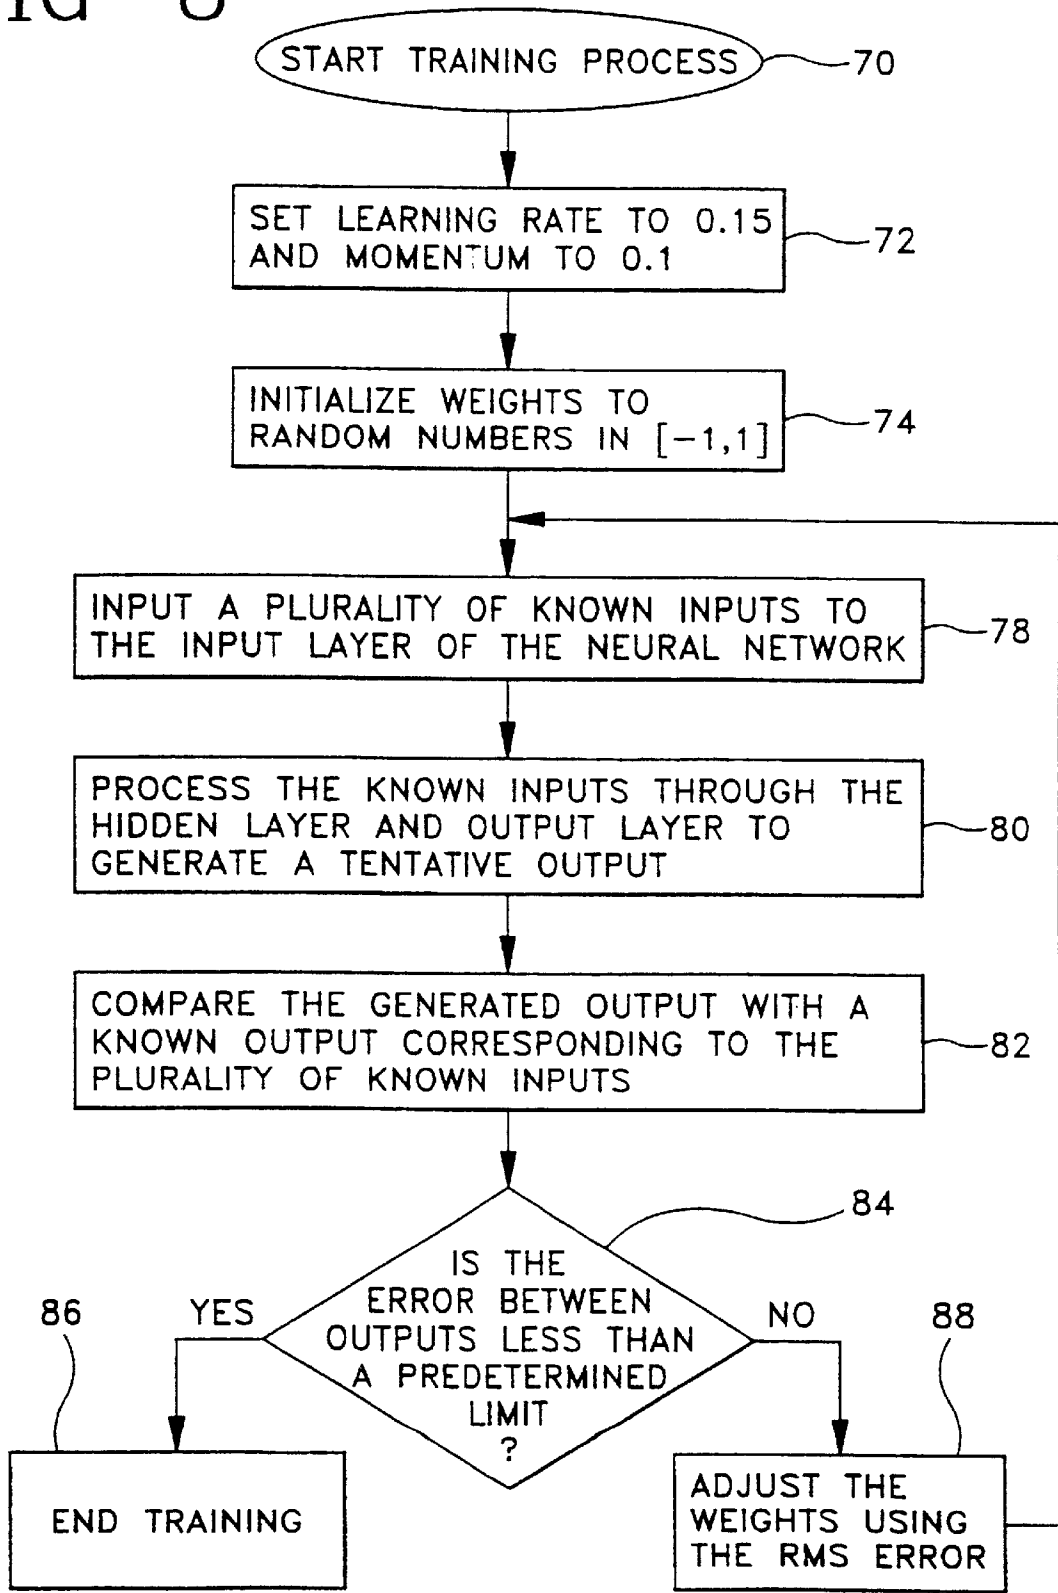 START TRAINING PROCESS
70
SET LEARNING RATE TO 0.15
AND MOMENTUM TO 0.1
72
INITIALIZE WEIGHTS TO
RANDOM NUMBERS IN [-1,1]
74
INPUT A PLURALITY OF KNOWN INPUTS TO
THE INPUT LAYER OF THE NEURAL NETWORK
78
PROCESS THE KNOWN INPUTS THROUGH THE
HIDDEN LAYER AND OUTPUT LAYER TO
GENERATE A TENTATIVE OUTPUT
80
COMPARE THE GENERATED OUTPUT WITH A
KNOWN OUTPUT CORRESPONDING TO THE
PLURALITY OF KNOWN INPUTS
82
84
IS THE
ERROR BETWEEN
OUTPUTS LESS THAN
A PREDETERMINED
LIMIT
?
YES
NO
86
88
END TRAINING
ADJUST THE
WEIGHTS USING
THE RMS ERROR